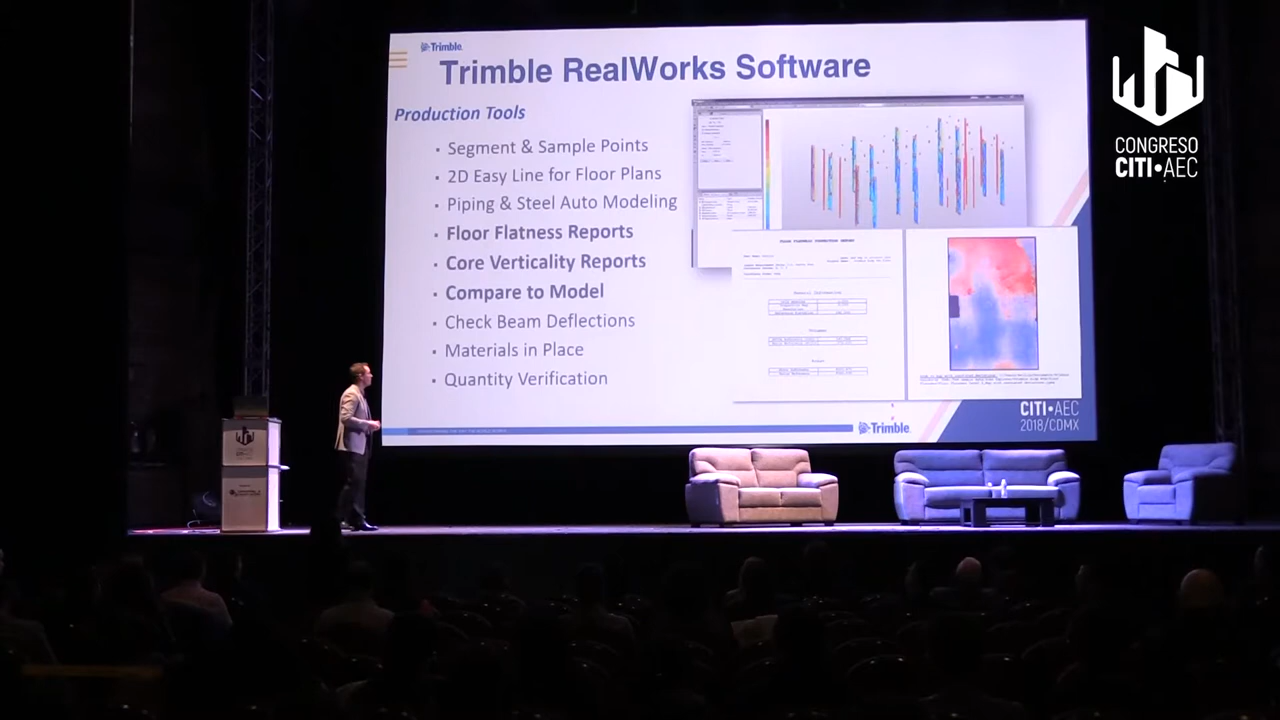 Trimble
Trimble RealWorks Software
Production Tools
• Segment & Sample Points
• 2D Easy Line for Floor Plans
• Piping & Steel Auto Modeling
• Floor Flatness Reports
• Core Verticality Reports
• Compare to Model
• Check Beam Deflections
• Materials in Place
• Quantity Verification
Trimble
CITI•AEC
2018/CDMX
CONGRESO
CITI•AEC